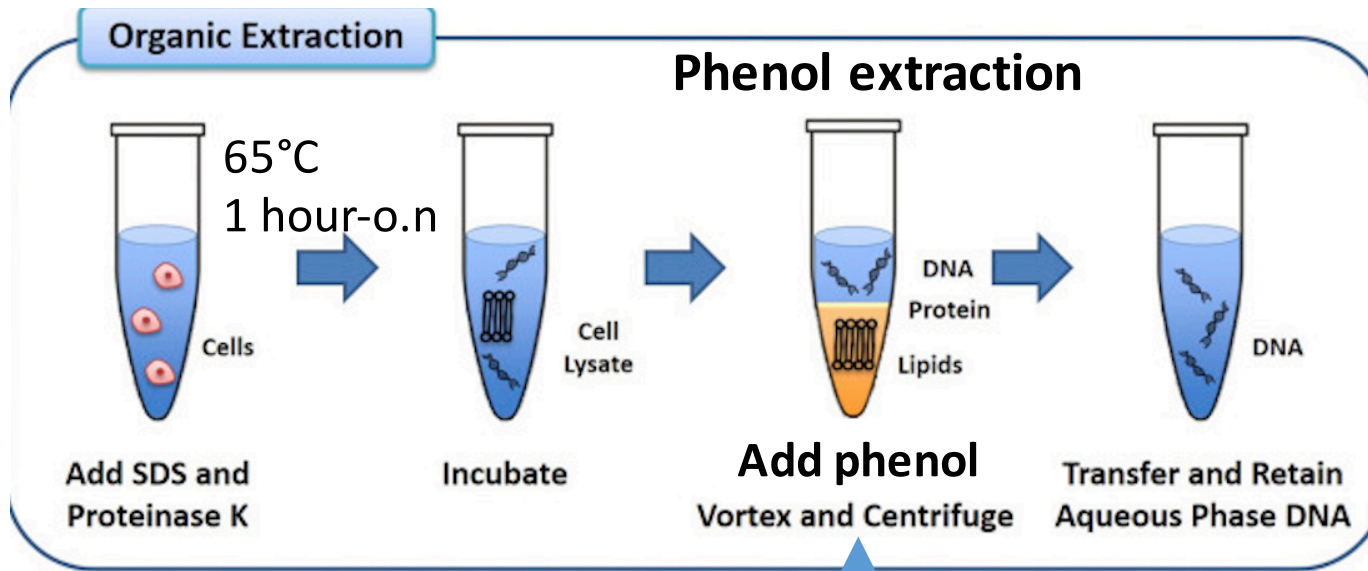 Organic Extraction
Phenol extraction
65°C
1 hour-o.n
Cells
Cell
Lysate
DNA
Protein
Lipids
DNA
Add SDS and
Proteinase K
Incubate
Add phenol
Vortex and Centrifuge
Transfer and Retain
Aqueous Phase DNA